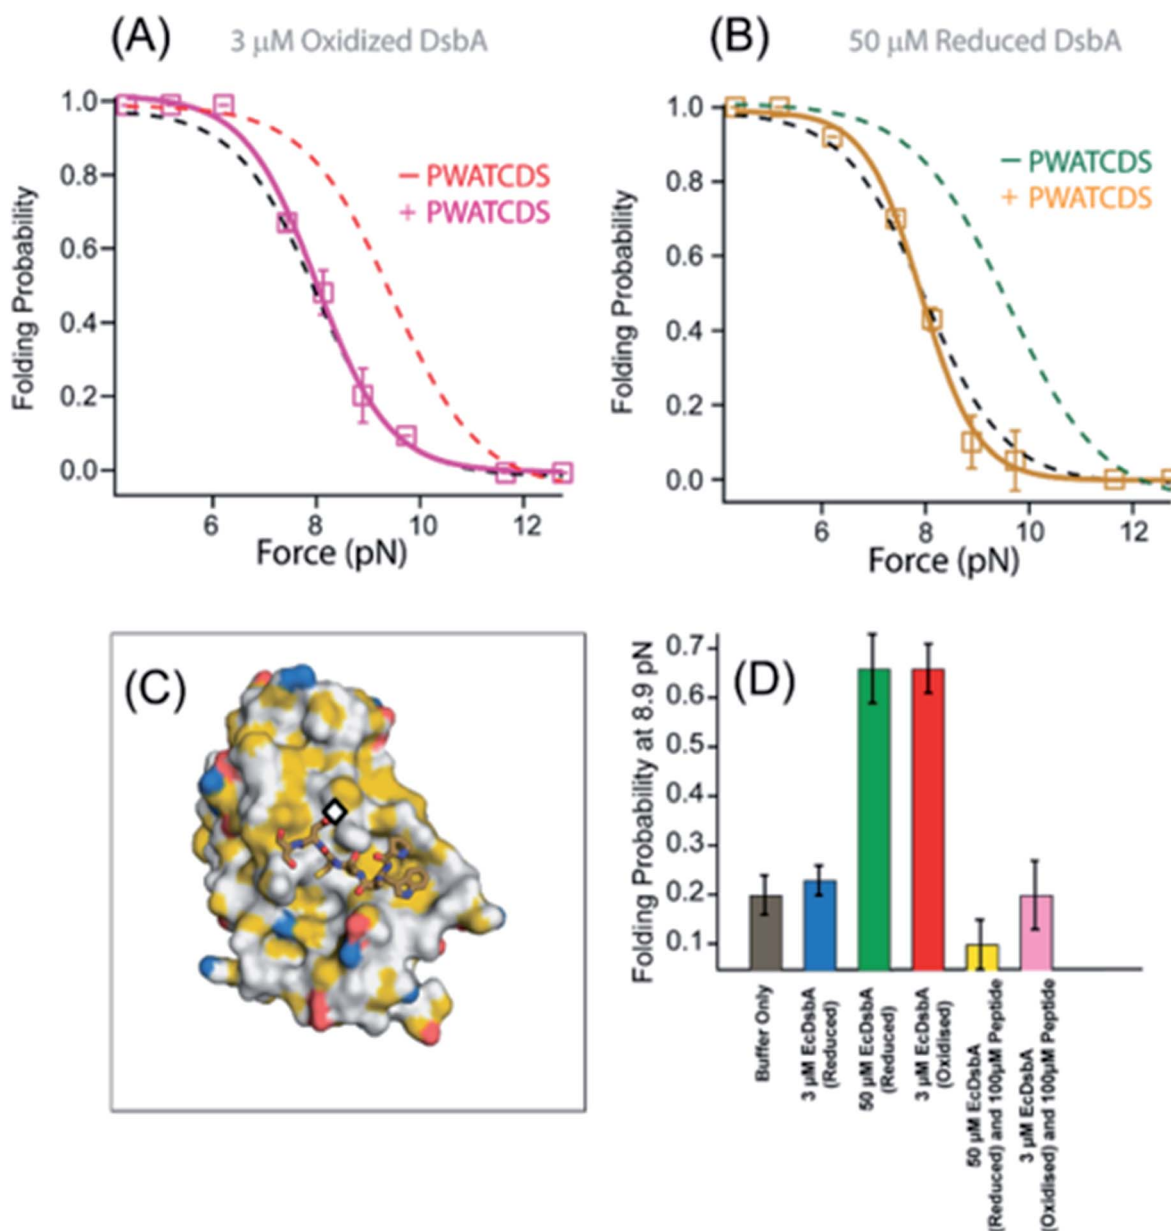 (A) 3 μM Oxidized DsbA
Folding Probability
1.0
0.8
0.6
0.4
0.2
0.0
− PWATCDS
+ PWATCDS
6 8 10 12
Force (pN)
(B) 50 μM Reduced DsbA
Folding Probability
1.0
0.8
0.6
0.4
0.2
0.0
− PWATCDS
+ PWATCDS
6 8 10 12
Force (pN)
(C)
(D)
Folding Probability at 8.9 pN
0.7
0.6
0.5
0.4
0.3
0.2
0.1
Buffer Only
3 μM EcDsbA
(Reduced)
50 μM EcDsbA
(Reduced)
3 μM EcDsbA
(Oxidised)
50 μM EcDsbA
(Reduced) and 100μM Peptide
3 μM EcDsbA
(Oxidised) and 100μM Peptide